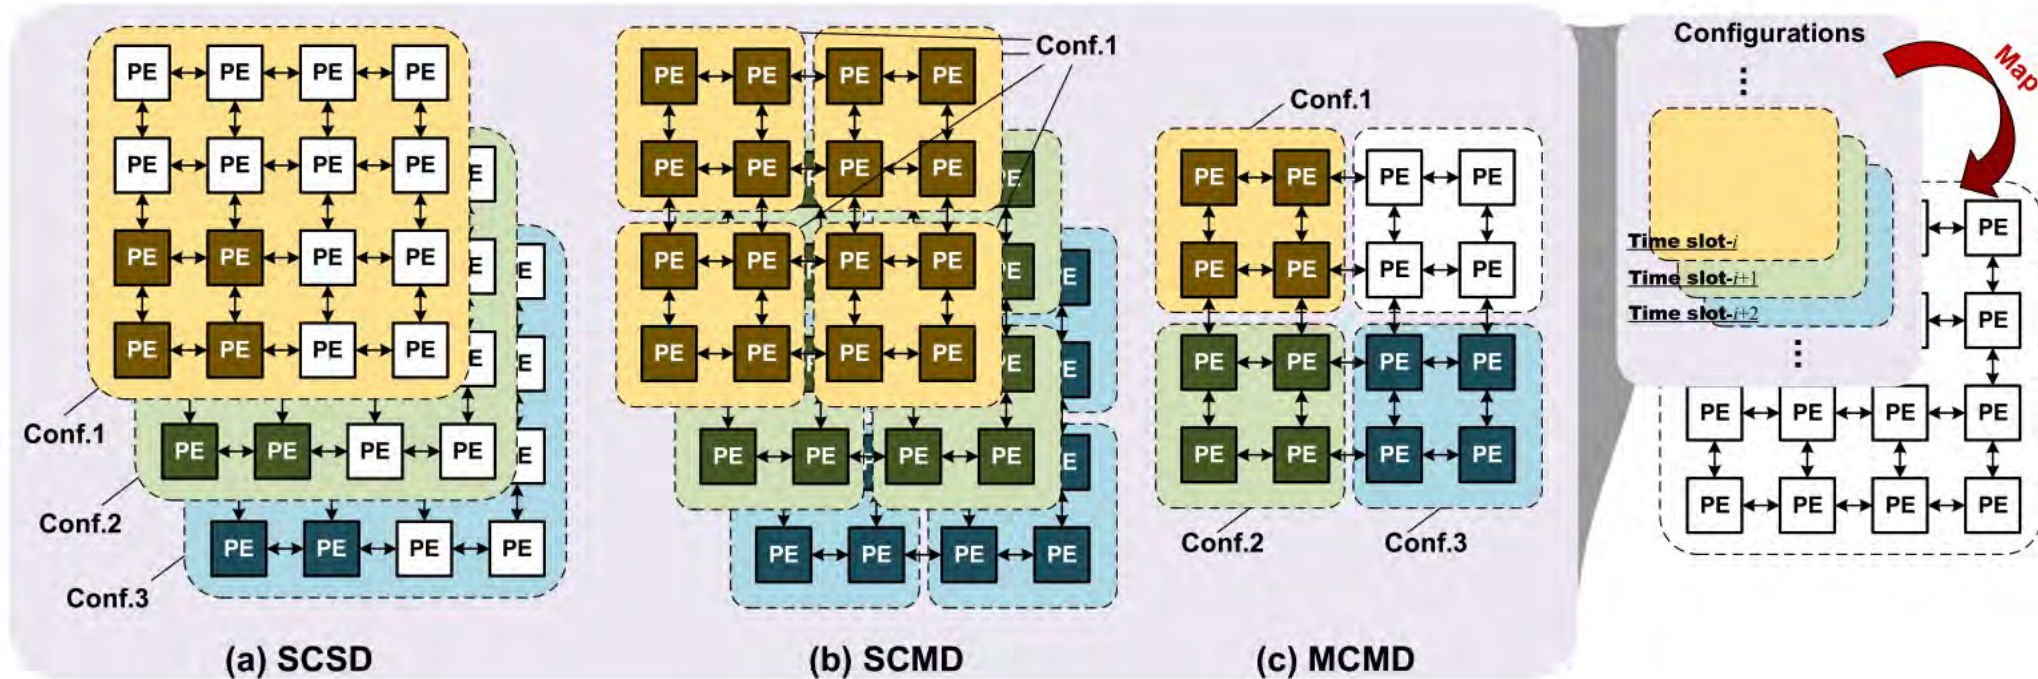 PE PE PE PE
PE PE PE PE
PE PE PE PE
PE PE PE PE
PE PE PE PE
PE PE PE PE
Conf.1
Conf.2
Conf.3
(a) SCSD
PE PE PE PE
PE PE PE PE
PE PE PE PE
PE PE PE PE
PE PE PE PE
PE PE PE PE
Conf.1
(b) SCMD
Conf.1
PE PE PE PE
PE PE PE PE
PE PE PE PE
PE PE PE PE
Conf.2
Conf.3
(c) MCMD
Configurations
Map
Time slot-i
Time slot-i+1
Time slot-i+2
PE
PE
PE PE PE PE
PE PE PE PE